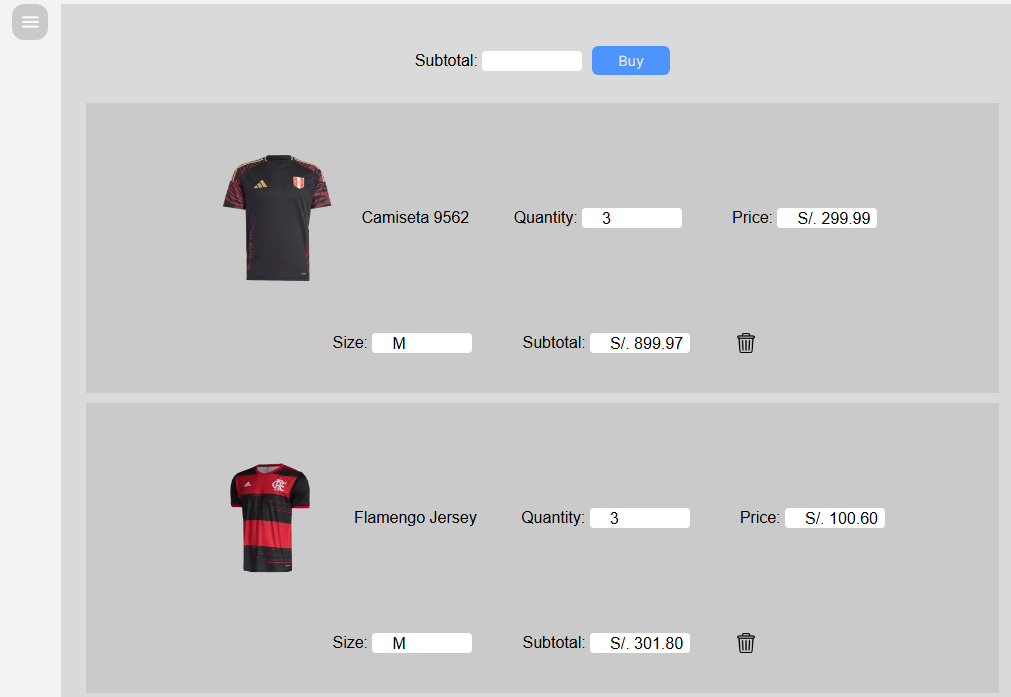 Subtotal: Buy
Camiseta 9562 Quantity: 3 Price: S/. 299.99
Size: M Subtotal: S/. 899.97
Flamengo Jersey Quantity: 3 Price: S/. 100.60
Size: M Subtotal: S/. 301.80